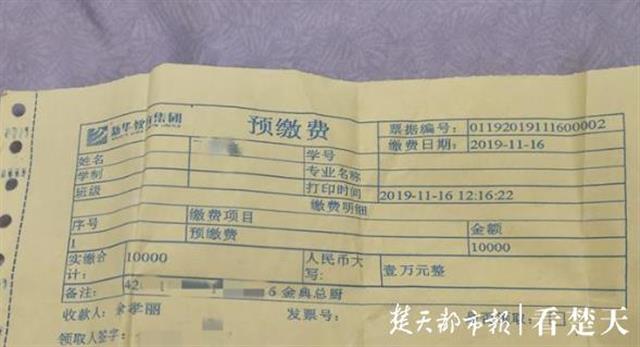 新华教育集团
预缴费
票据编号: 01192019111600002
缴费日期: 2019-11-16
姓名 学号
学制 专业名称
班级 打印时间 2019-11-16 12:16:22
缴费明细
序号 缴费项目 金额
1 预缴费 10000
实缴合计: 10000 人民币大写: 壹万元整
备注: 42 6 金典总厨
收款人: 余学丽 发票号:
领取人签字:
楚天都市报 看楚天